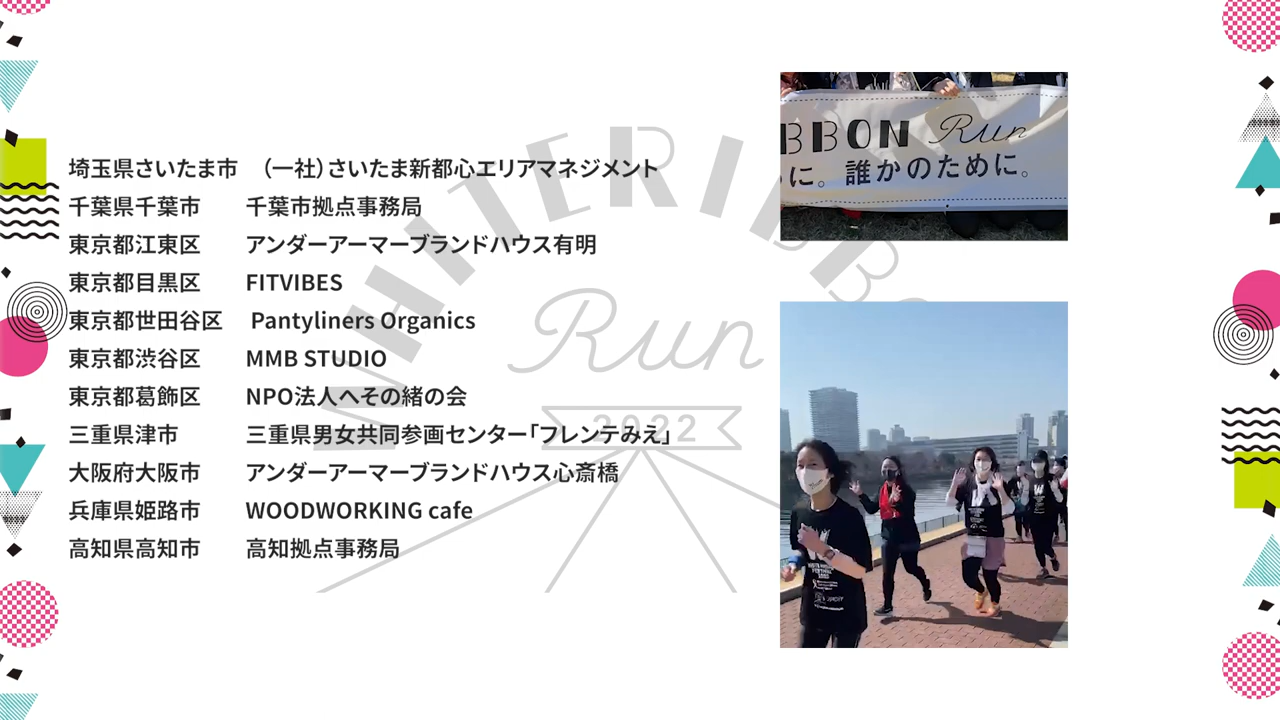 埼玉県さいたま市 （一社）さいたま新都心エリアマネジメント
千葉県千葉市 千葉市拠点事務局
東京都江東区 アンダーアーマーブランドハウス有明
東京都目黒区 FITVIBES
東京都世田谷区 Pantyliners Organics
東京都渋谷区 MMB STUDIO
東京都葛飾区 NPO法人へその緒の会
三重県津市 三重県男女共同参画センター「フレンテみえ」
大阪府大阪市 アンダーアーマーブランドハウス心斎橋
兵庫県姫路市 WOODWORKING cafe
高知県高知市 高知拠点事務局
WHITERIBBO
Run
2022
BBON Run
に。誰かのために。